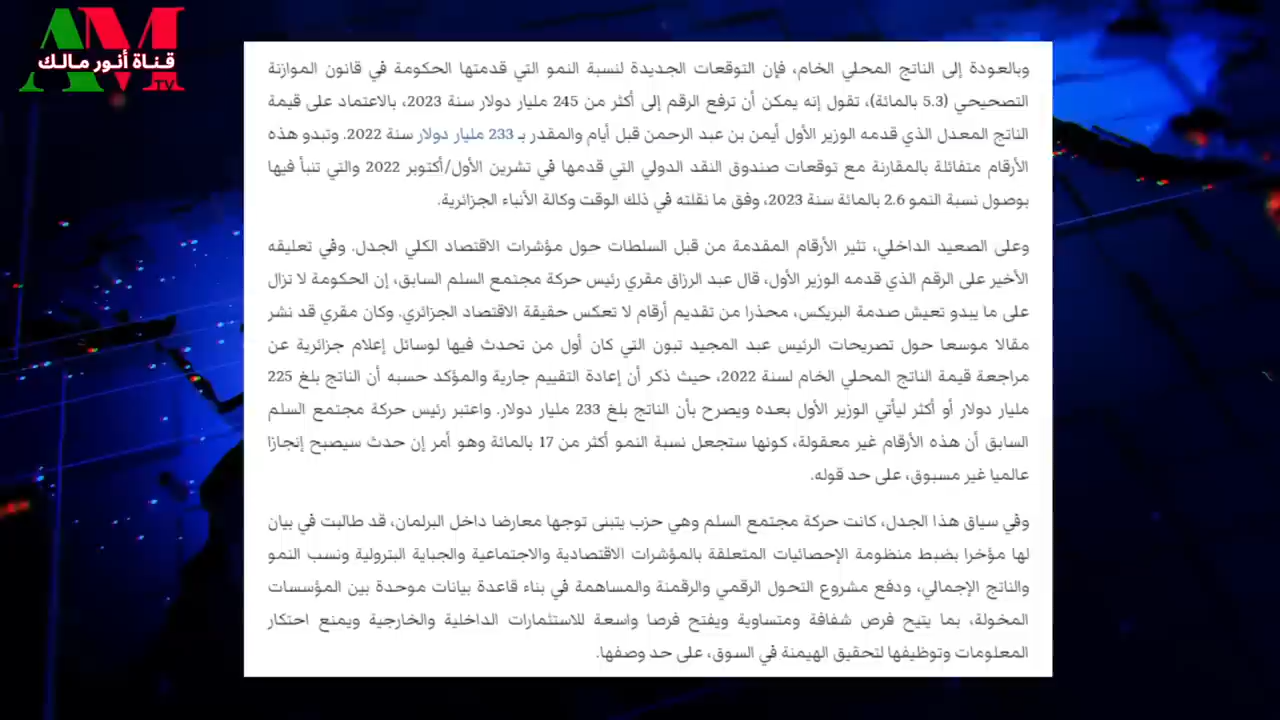 AM
قناة أنور مالك
TV
وبالعودة إلى الناتج المحلي الخام، فإن التوقعات الجديدة لنسبة النمو التي قدمتها الحكومة في قانون الموازنة
التصحيحي (5.3 بالمائة)، تقول إنه يمكن أن ترفع الرقم إلى أكثر من 245 مليار دولار سنة 2023، بالاعتماد على قيمة
الناتج المعدل الذي قدمه الوزير الأول أيمن بن عبد الرحمن قبل أيام والمقدر بـ 233 مليار دولار سنة 2022. وتبدو هذه
الأرقام متفائلة بالمقارنة مع توقعات صندوق النقد الدولي التي قدمها في تشرين الأول/أكتوبر 2022 والتي تنبأ فيها
بوصول نسبة النمو 2.6 بالمائة سنة 2023، وفق ما نقلته في ذلك الوقت وكالة الأنباء الجزائرية.
وعلى الصعيد الداخلي، تثير الأرقام المقدمة من قبل السلطات حول مؤشرات الاقتصاد الكلي الجدل. وفي تعليقه
الأخير على الرقم الذي قدمه الوزير الأول، قال عبد الرزاق مقري رئيس حركة مجتمع السلم السابق، إن الحكومة لا تزال
على ما يبدو تعيش صدمة البريكس، محذرا من تقديم أرقام لا تعكس حقيقة الاقتصاد الجزائري. وكان مقري قد نشر
مقالا موسعا حول تصريحات الرئيس عبد المجيد تبون التي كان أول من تحدث فيها لوسائل إعلام جزائرية عن
مراجعة قيمة الناتج المحلي الخام لسنة 2022، حيث ذكر أن إعادة التقييم جارية والمؤكد حسبه أن الناتج بلغ 225
مليار دولار أو أكثر ليأتي الوزير الأول بعده ويصرح بأن الناتج بلغ 233 مليار دولار. واعتبر رئيس حركة مجتمع السلم
السابق أن هذه الأرقام غير معقولة، كونها ستجعل نسبة النمو أكثر من 17 بالمائة وهو أمر إن حدث سيصبح إنجازا
عالميا غير مسبوق، على حد قوله.
وفي سياق هذا الجدل، كانت حركة مجتمع السلم وهي حزب يتبنى توجها معارضا داخل البرلمان، قد طالبت في بيان
لها مؤخرا بضبط منظومة الإحصائيات المتعلقة بالمؤشرات الاقتصادية والاجتماعية والجباية البترولية ونسب النمو
والناتج الإجمالي، ودفع مشروع التحول الرقمي والرقمنة والمساهمة في بناء قاعدة بيانات موحدة بين المؤسسات
المخولة، بما يتيح فرص شفافة ومتساوية ويفتح فرصا واسعة للاستثمارات الداخلية والخارجية ويمنع احتكار
المعلومات وتوظيفها لتحقيق الهيمنة في السوق، على حد وصفها.